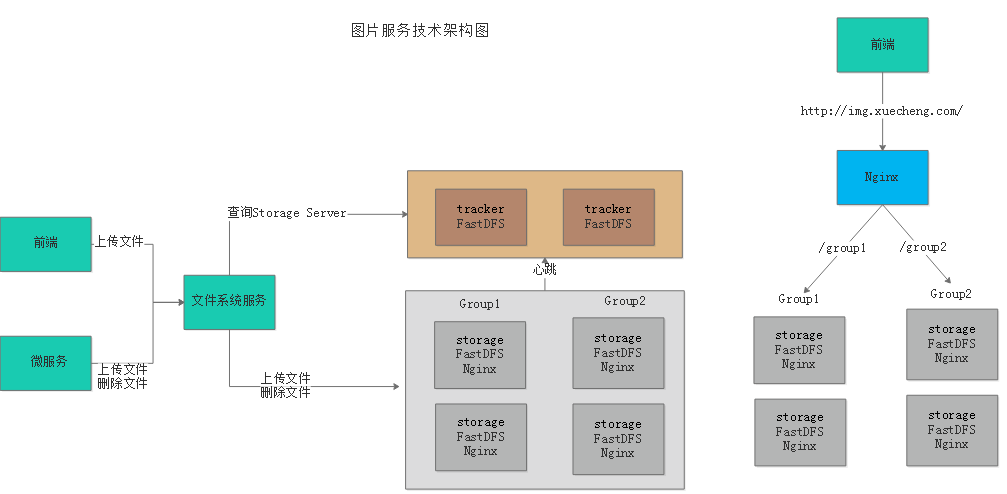 图片服务技术架构图
前端
上传文件
微服务
上传文件
删除文件
文件系统服务
查询Storage Server
tracker
FastDFS
tracker
FastDFS
心跳
上传文件
删除文件
Group1
Group2
storage
FastDFS
Nginx
storage
FastDFS
Nginx
storage
FastDFS
Nginx
storage
FastDFS
Nginx
前端
http://img.xuecheng.com/
Nginx
/group1
/group2
Group1
Group2
storage
FastDFS
Nginx
storage
FastDFS
Nginx
storage
FastDFS
Nginx
storage
FastDFS
Nginx